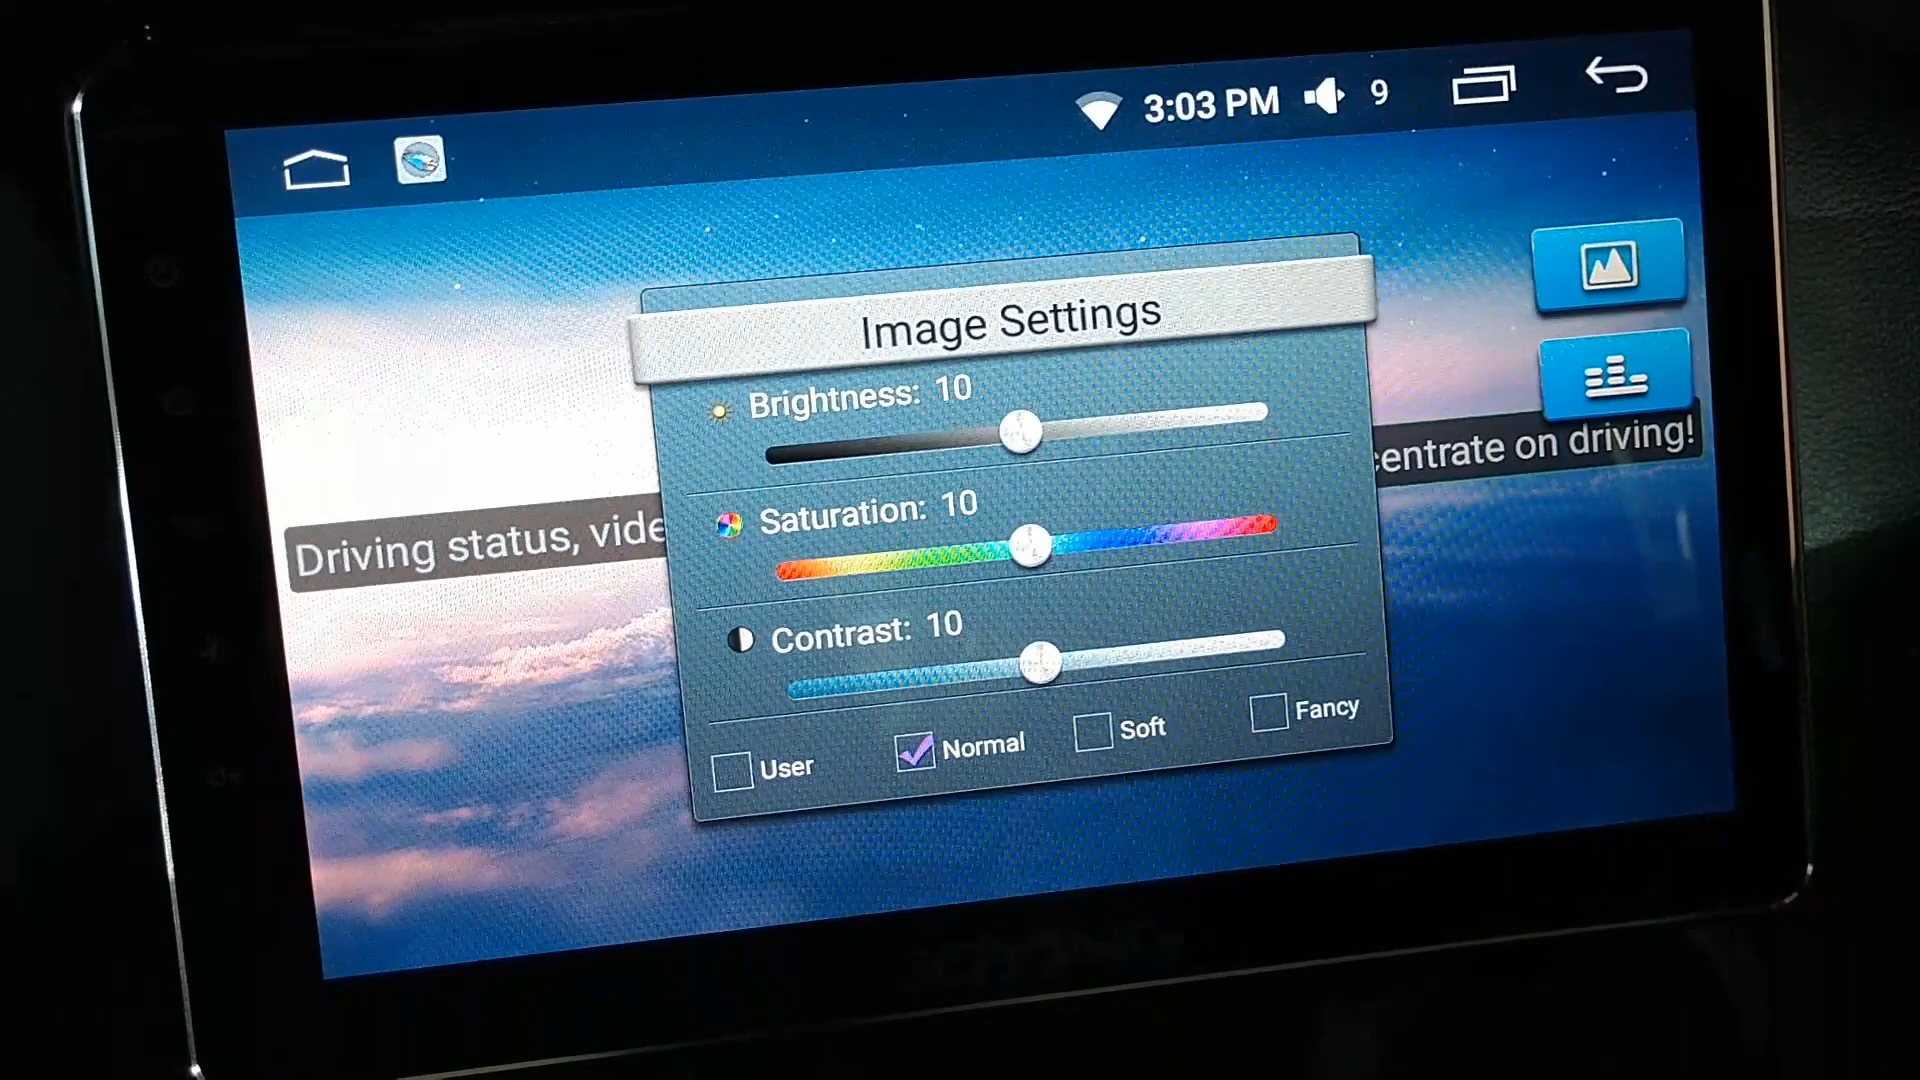 3:03 PM 9
Image Settings
Brightness: 10
centrate on driving!
Saturation: 10
Driving status, vide
Contrast: 10
User Normal Soft Fancy